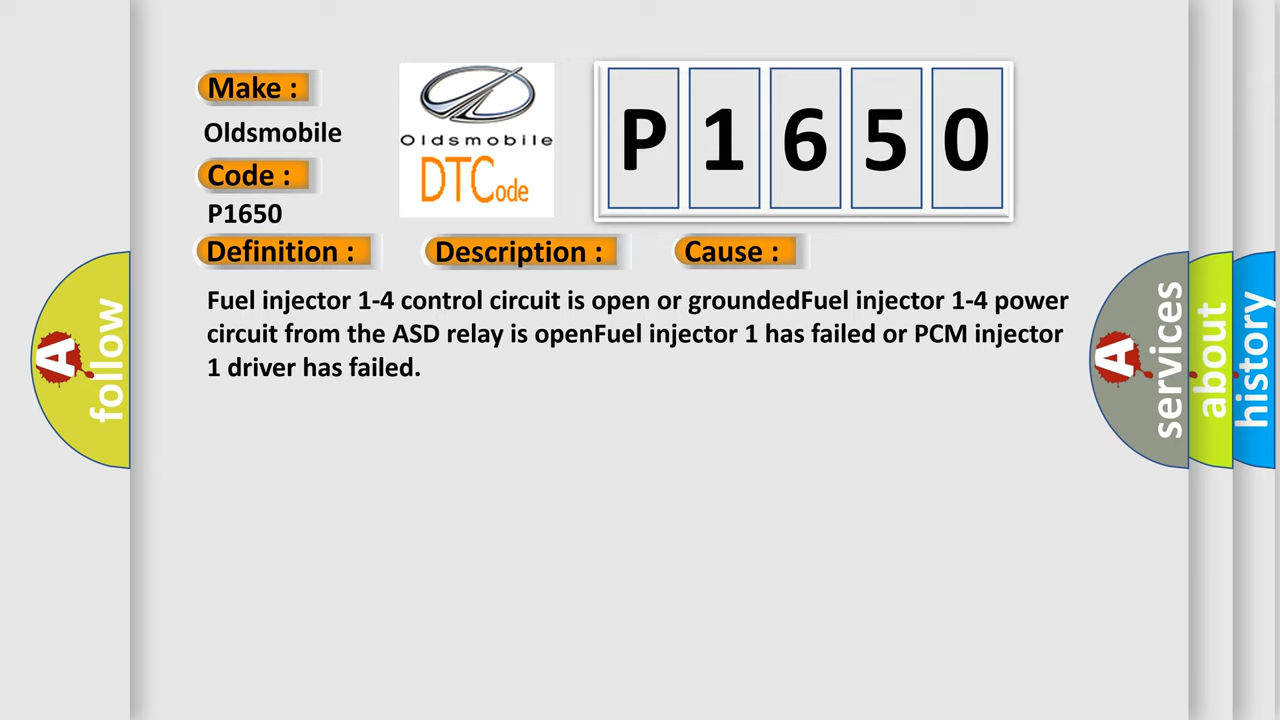 Make :
Oldsmobile
Code :
P1650
Oldsmobile
DTCode
P 1 6 5 0
Definition :
Description :
Cause :
Fuel injector 1-4 control circuit is open or groundedFuel injector 1-4 power
circuit from the ASD relay is openFuel injector 1 has failed or PCM injector
1 driver has failed.
A follow
A services
about
history